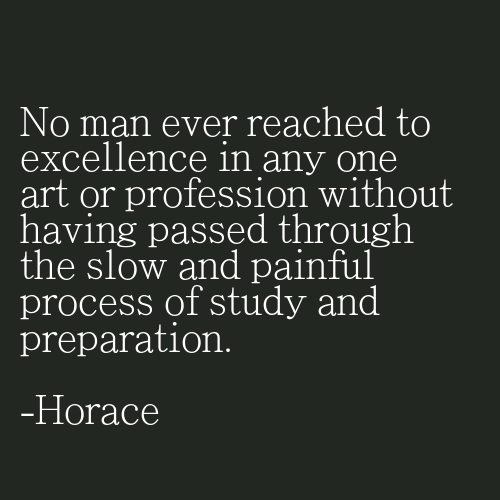 No man ever reached to
excellence in any one
art or profession without
having passed through
the slow and painful
process of study and
preparation.
-Horace